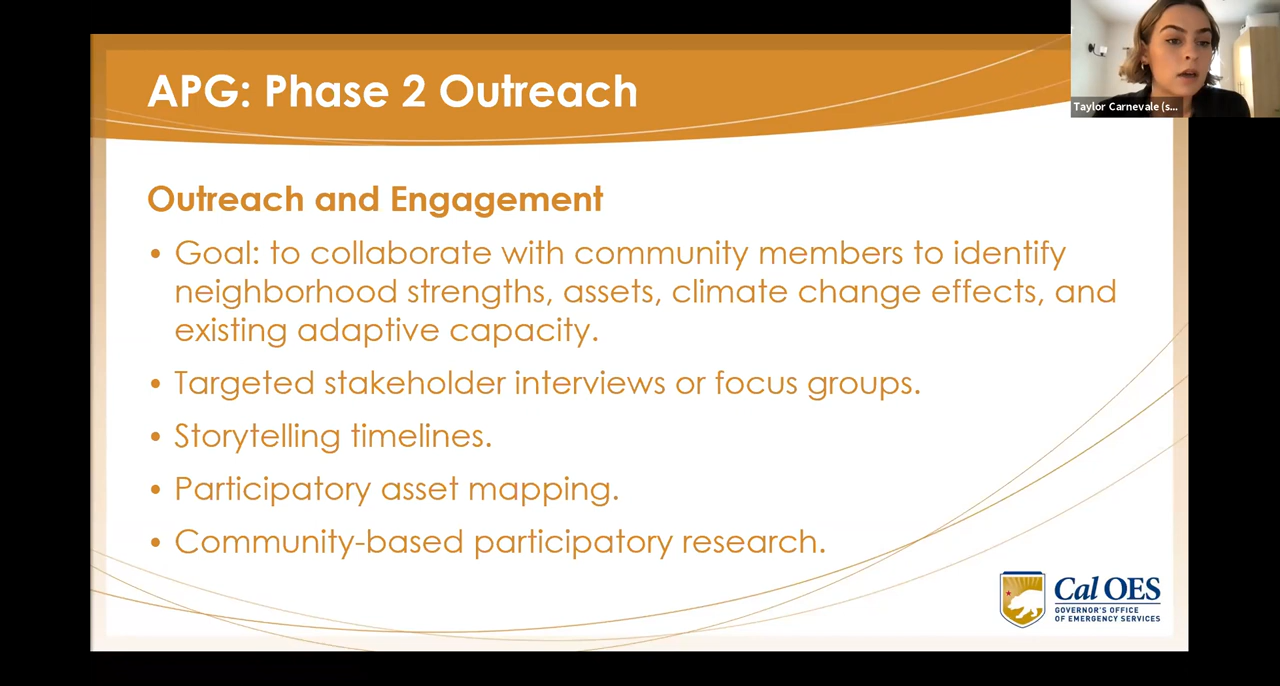 APG: Phase 2 Outreach
Taylor Carnevale (s...
Outreach and Engagement
• Goal: to collaborate with community members to identify
neighborhood strengths, assets, climate change effects, and
existing adaptive capacity.
• Targeted stakeholder interviews or focus groups.
• Storytelling timelines.
• Participatory asset mapping.
• Community-based participatory research.
Cal OES
GOVERNOR'S OFFICE
OF EMERGENCY SERVICES